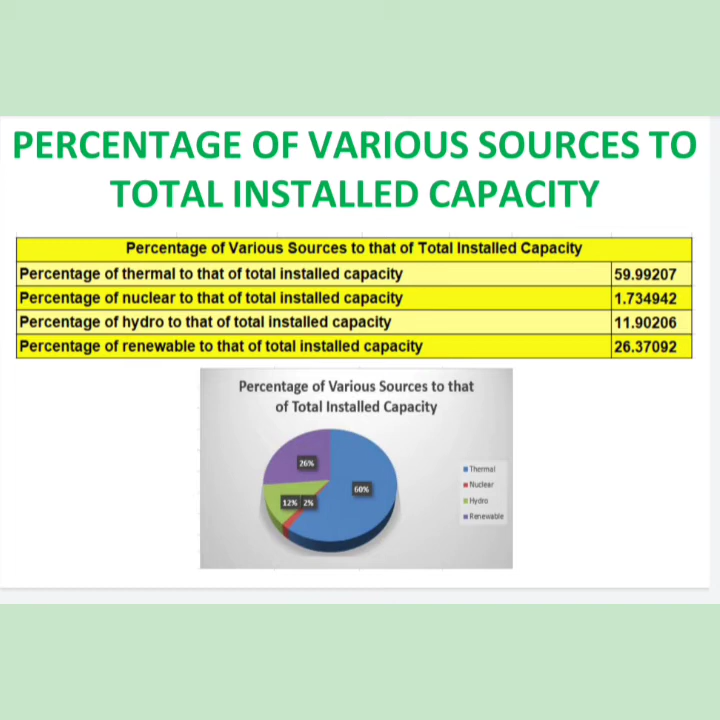 PERCENTAGE OF VARIOUS SOURCES TO
TOTAL INSTALLED CAPACITY
Percentage of Various Sources to that of Total Installed Capacity
Percentage of thermal to that of total installed capacity 59.99207
Percentage of nuclear to that of total installed capacity 1.734942
Percentage of hydro to that of total installed capacity 11.90206
Percentage of renewable to that of total installed capacity 26.37092
Percentage of Various Sources to that
of Total Installed Capacity
26%
60%
12% 2%
Thermal
Nuclear
Hydro
Renewable